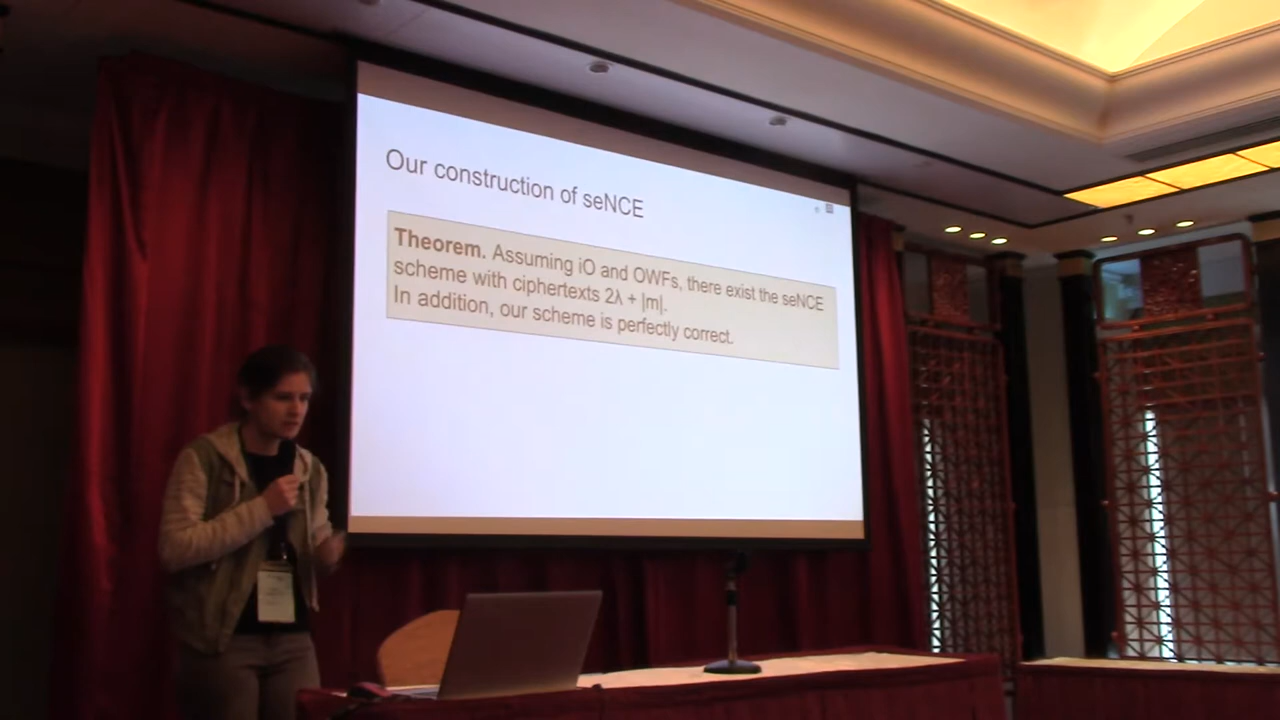 Our construction of seNCE
Theorem. Assuming iO and OWFs, there exist the seNCE
scheme with ciphertexts 2λ + |m|.
In addition, our scheme is perfectly correct.